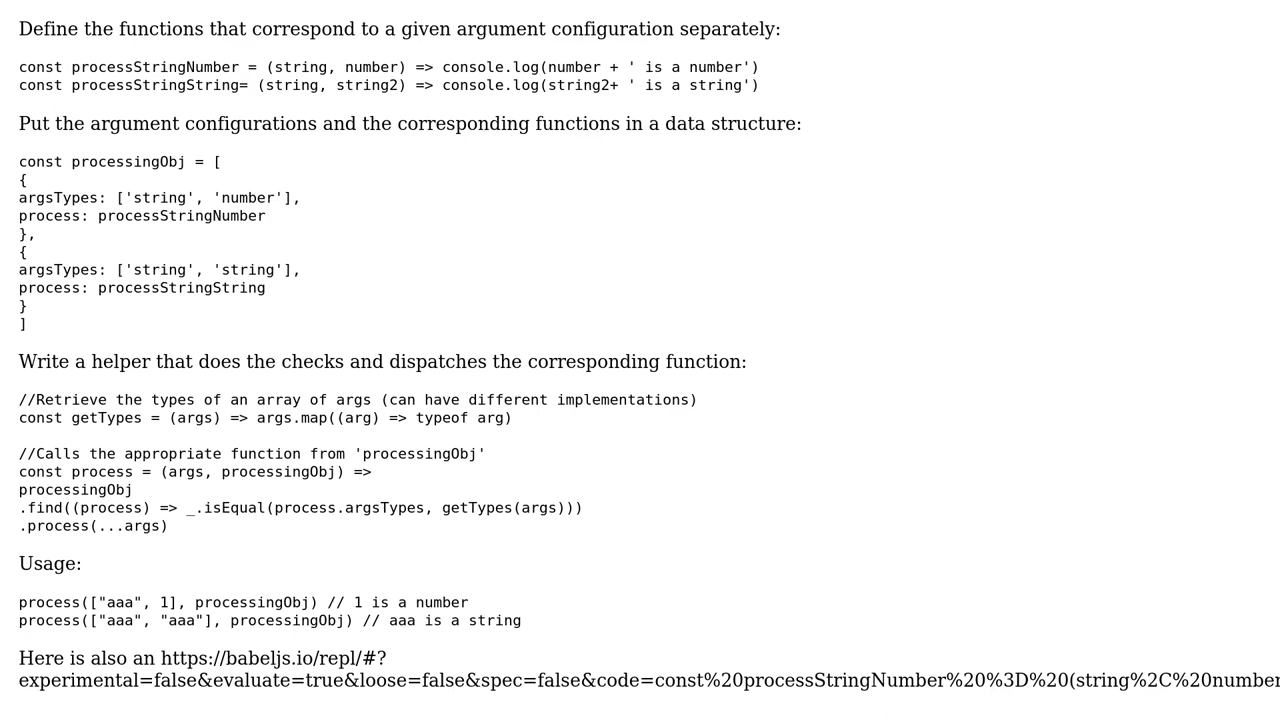 Define the functions that correspond to a given argument configuration separately:
const processStringNumber = (string, number) => console.log(number + ' is a number')
const processStringString= (string, string2) => console.log(string2+ ' is a string')
Put the argument configurations and the corresponding functions in a data structure:
const processingObj = [
{
argsTypes: ['string', 'number'],
process: processStringNumber
},
{
argsTypes: ['string', 'string'],
process: processStringString
}
]
Write a helper that does the checks and dispatches the corresponding function:
//Retrieve the types of an array of args (can have different implementations)
const getTypes = (args) => args.map((arg) => typeof arg)
//Calls the appropriate function from 'processingObj'
const process = (args, processingObj) =>
processingObj
.find((process) => _.isEqual(process.argsTypes, getTypes(args)))
.process(...args)
Usage:
process(["aaa", 1], processingObj) // 1 is a number
process(["aaa", "aaa"], processingObj) // aaa is a string
Here is also an https://babeljs.io/repl/#?
experimental=false&evaluate=true&loose=false&spec=false&code=const%20processStringNumber%20%3D%20(string%2C%20number